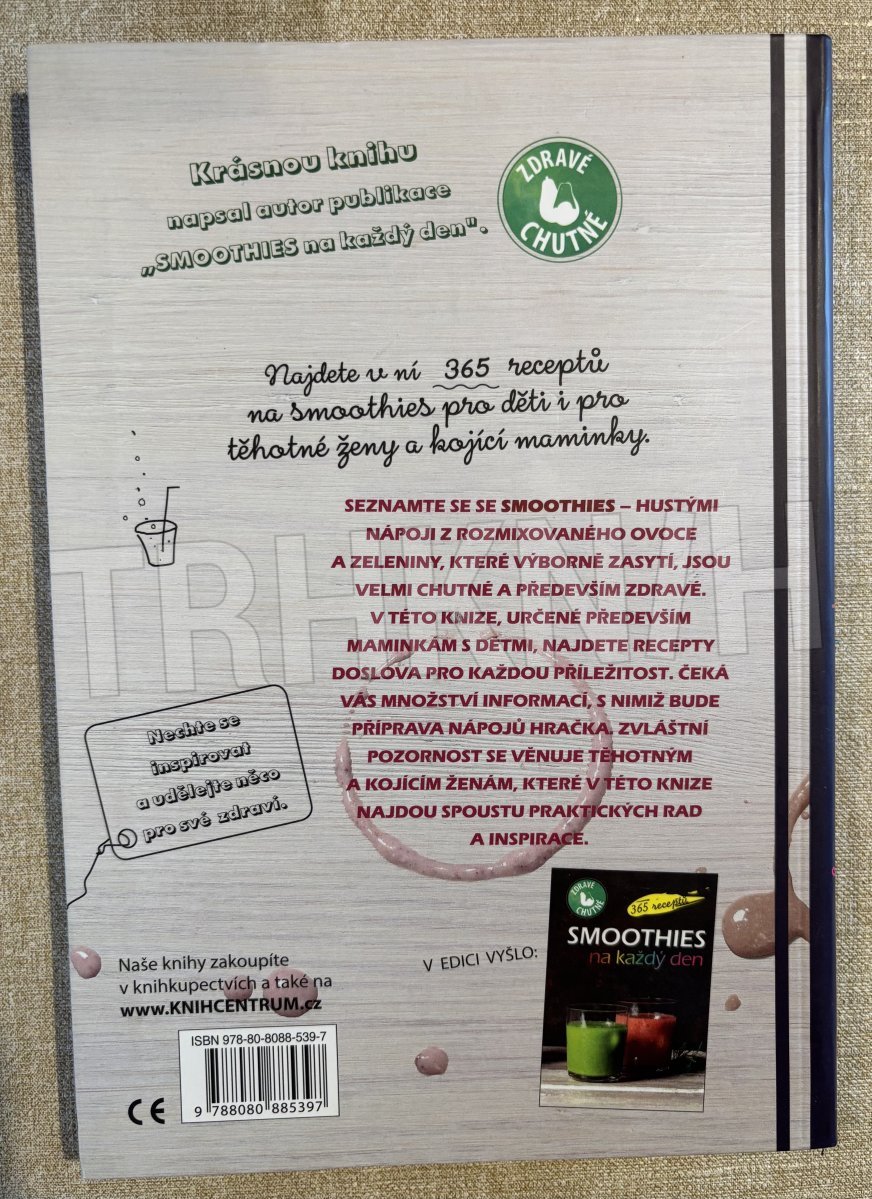 Krásnou knihu
napsal autor publikace
„SMOOTHIES na každý den".
ZDRAVÉ
CHUTNÉ
Najdete v ní 365 receptů
na smoothies pro děti i pro
těhotné ženy a kojící maminky.
SEZNAMTE SE SE SMOOTHIES – HUSTÝMI
NÁPOJI Z ROZMIXOVANÉHO OVOCE
A ZELENINY, KTERÉ VÝBORNĚ ZASYTÍ, JSOU
VELMI CHUTNÉ A PŘEDEVŠÍM ZDRAVÉ.
V TÉTO KNIZE, URČENÉ PŘEDEVŠÍM
MAMINKÁM S DĚTMI, NAJDETE RECEPTY
DOSLOVA PRO KAŽDOU PŘÍLEŽITOST. ČEKÁ
VÁS MNOŽSTVÍ INFORMACÍ, S NIMIŽ BUDE
PŘÍPRAVA NÁPOJŮ HRAČKA. ZVLÁŠTNÍ
POZORNOST SE VĚNUJE TĚHOTNÝM
A KOJÍCÍM ŽENÁM, KTERÉ V TÉTO KNIZE
NAJDOU SPOUSTU PRAKTICKÝCH RAD
A INSPIRACE.
TRHKNIH
Nechte se
inspirovat
a udělejte něco
pro své zdraví.
Naše knihy zakoupíte
v knihkupectvích a také na
www.KNIHCENTRUM.cz
V EDICI VYŠLO:
ZDRAVÉ
CHUTNÉ
365 receptů
SMOOTHIES
na každý den
ISBN 978-80-8088-539-7
9 788080 885397
CE